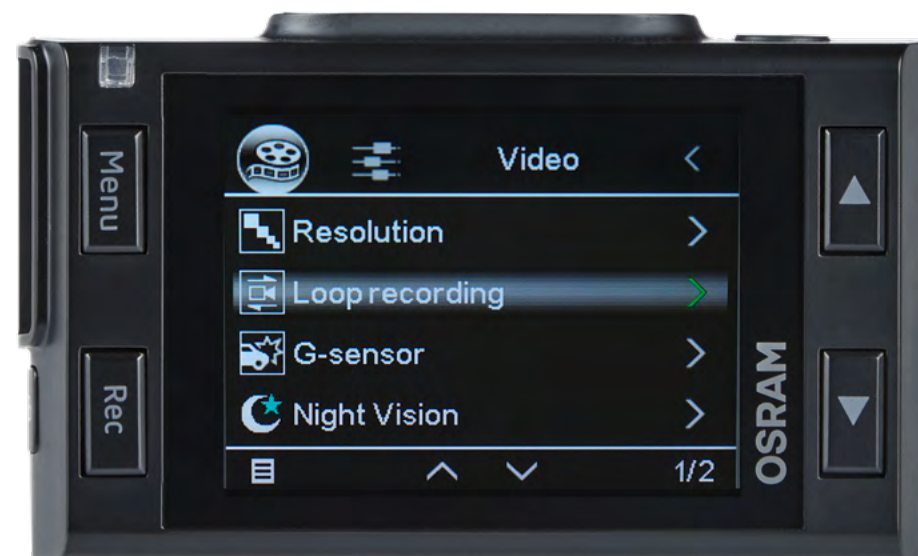 Menu
Rec
Video
Resolution
Loop recording
G-sensor
Night Vision
1/2
OSRAM